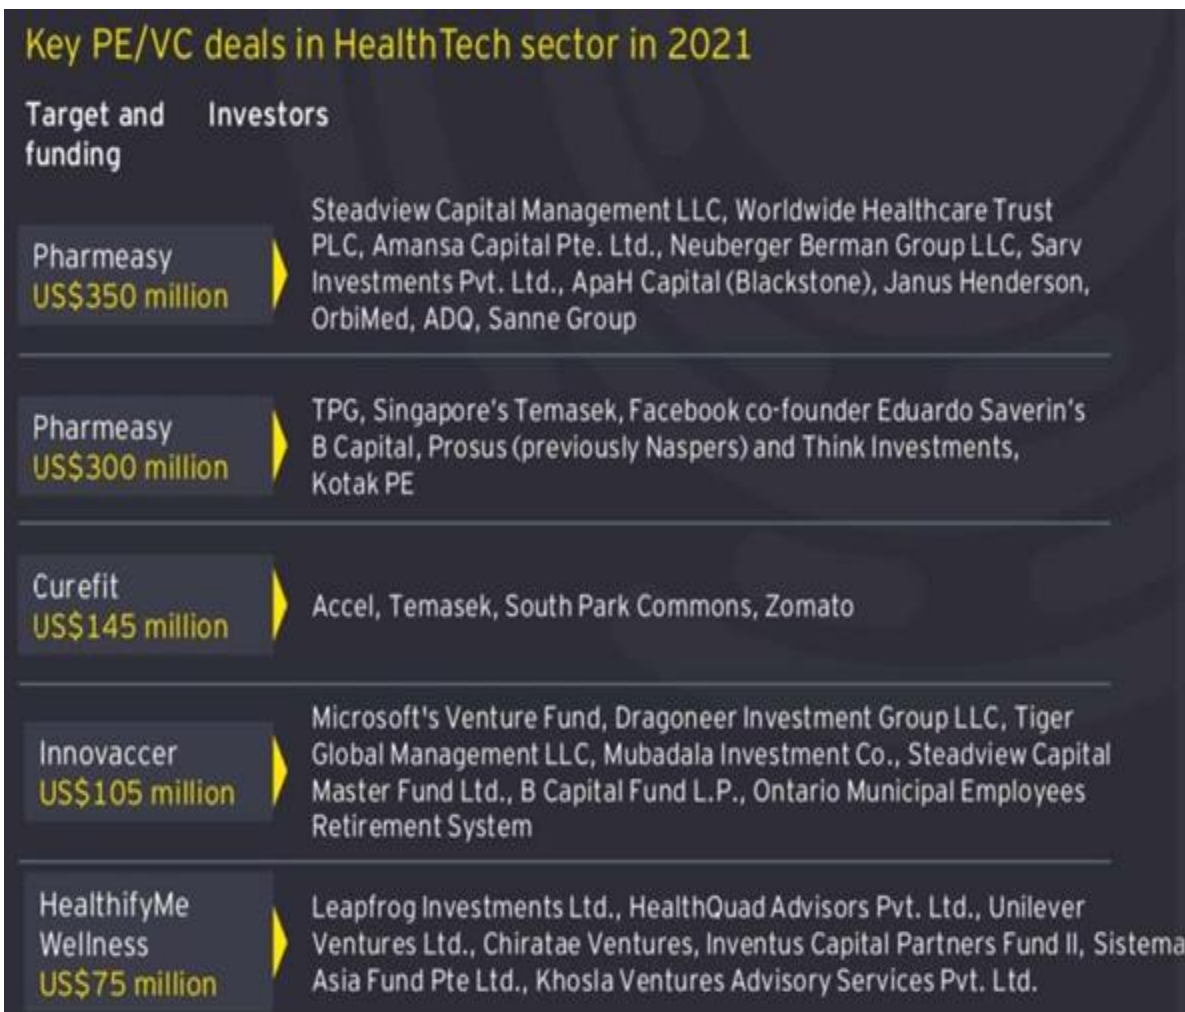 Key PE/VC deals in HealthTech sector in 2021
Target and funding
Investors
Pharmeasy
US$350 million
Steadview Capital Management LLC, Worldwide Healthcare Trust
PLC, Amansa Capital Pte. Ltd., Neuberger Berman Group LLC, Sarv
Investments Pvt. Ltd., ApaH Capital (Blackstone), Janus Henderson,
OrbiMed, ADQ, Sanne Group
Pharmeasy
US$300 million
TPG, Singapore's Temasek, Facebook co-founder Eduardo Saverin's
B Capital, Prosus (previously Naspers) and Think Investments,
Kotak PE
Curefit
US$145 million
Accel, Temasek, South Park Commons, Zomato
Innovaccer
US$105 million
Microsoft's Venture Fund, Dragoneer Investment Group LLC, Tiger
Global Management LLC, Mubadala Investment Co., Steadview Capital
Master Fund Ltd., B Capital Fund L.P., Ontario Municipal Employees
Retirement System
HealthifyMe
Wellness
US$75 million
Leapfrog Investments Ltd., HealthQuad Advisors Pvt. Ltd., Unilever
Ventures Ltd., Chiratae Ventures, Inventus Capital Partners Fund II, Sistema
Asia Fund Pte Ltd., Khosla Ventures Advisory Services Pvt. Ltd.